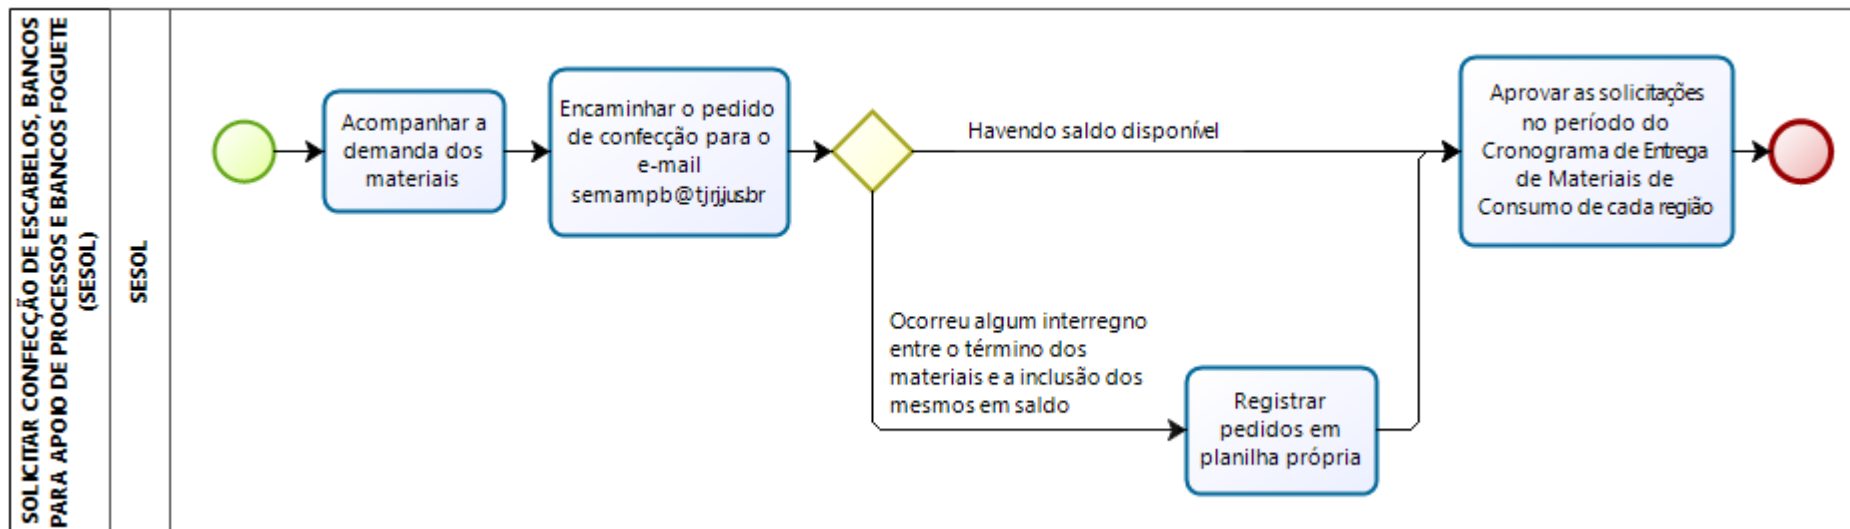 SOLICITAR CONFECÇÃO DE ESCABELOS, BANCOS
PARA APOIO DE PROCESSOS E BANCOS FOGUETE
(SESOL)
SESOL
Acompanhar a
demanda dos
materiais
Encaminhar o pedido
de confecção para o
e-mail
semampb@tjrj.jus.br
Havendo saldo disponível
Ocorreu algum interregno
entre o término dos
materiais e a inclusão dos
mesmos em saldo
Registrar
pedidos em
planilha própria
Aprovar as solicitações
no período do
Cronograma de Entrega
de Materiais de
Consumo de cada região